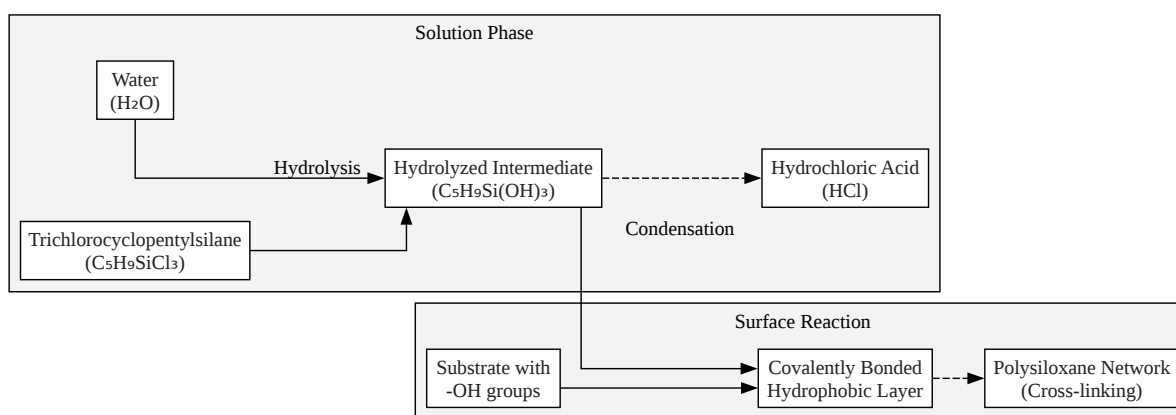 Solution Phase
Water
(H₂O)
Hydrolysis
Hydrolyzed Intermediate
(C₅H₉Si(OH)₃)
Hydrochloric Acid
(HCl)
Trichlorocyclopentylsilane
(C₅H₉SiCl₃)
Condensation
Surface Reaction
Substrate with
-OH groups
Covalently Bonded
Hydrophobic Layer
Polysiloxane Network
(Cross-linking)